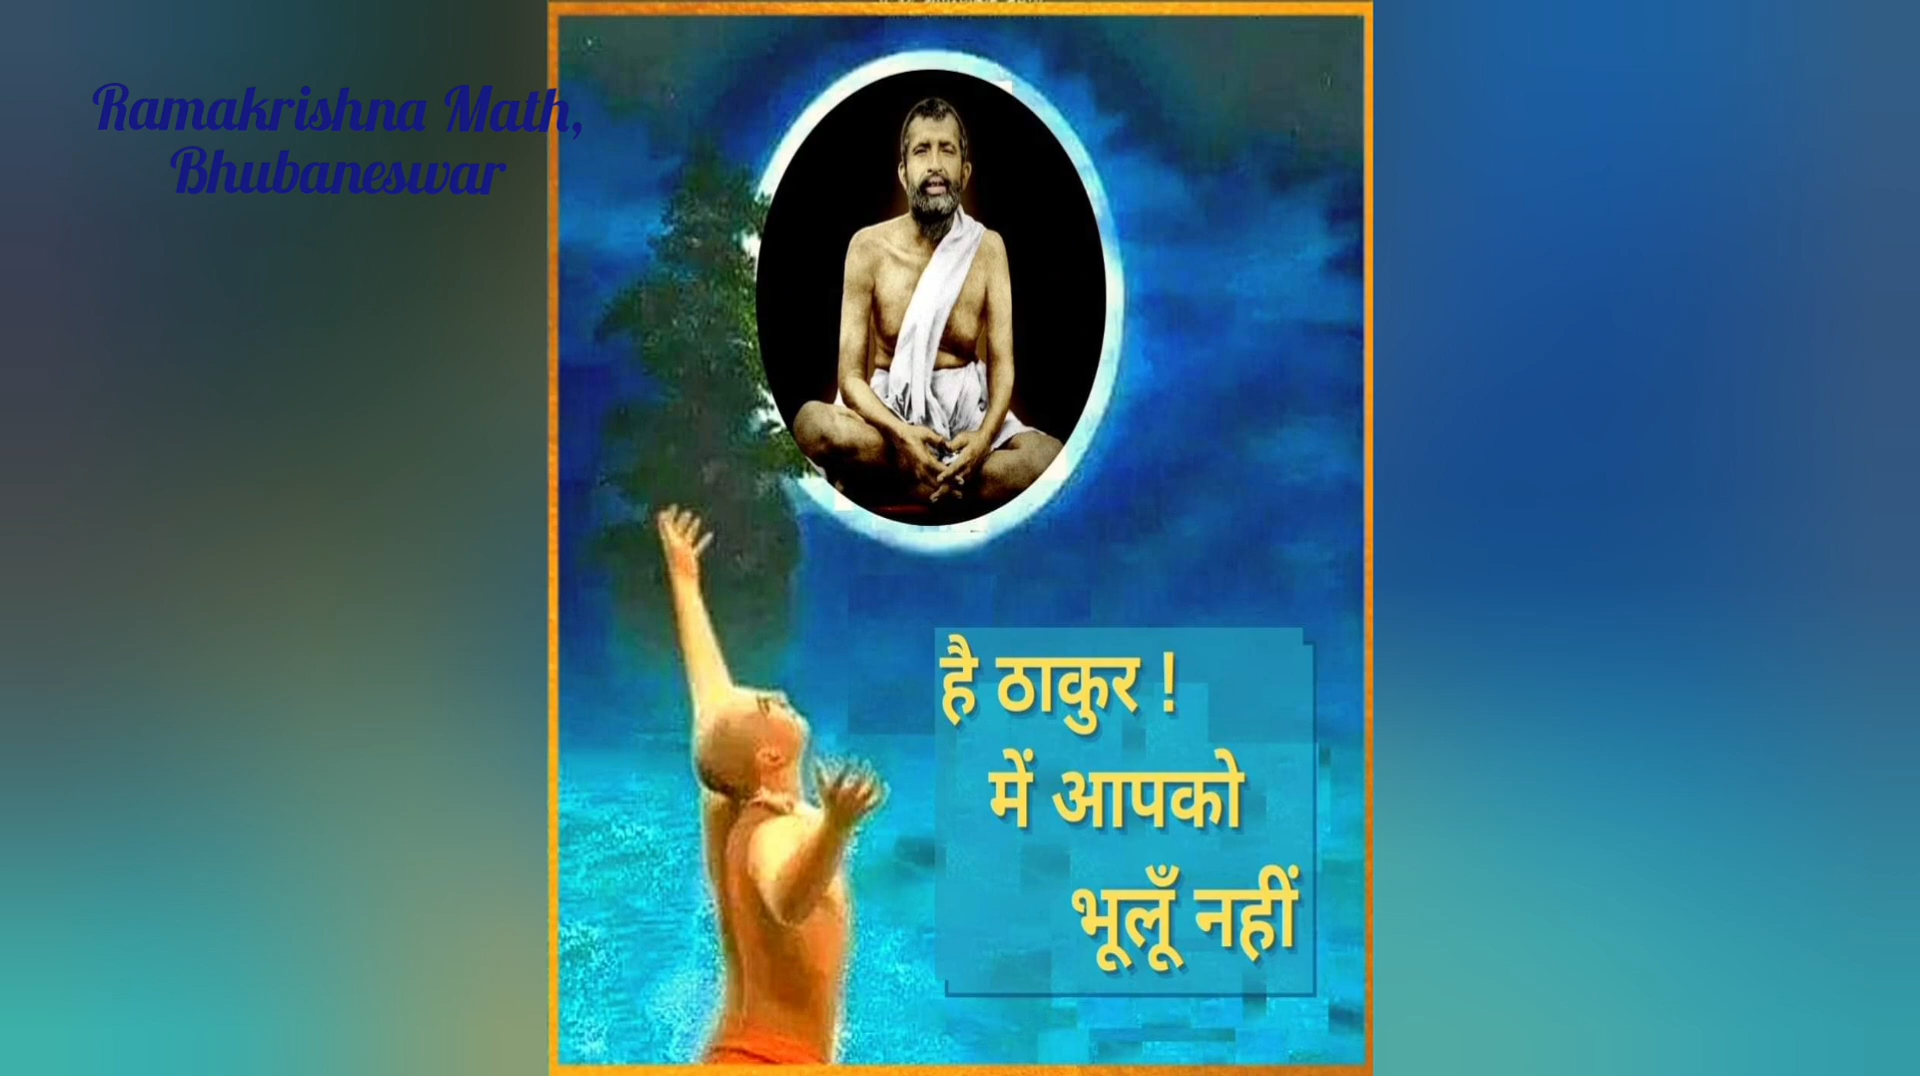 Ramakrishna Math,
Bhubaneswar
है ठाकुर !
में आपको
भूलूँ नहीं